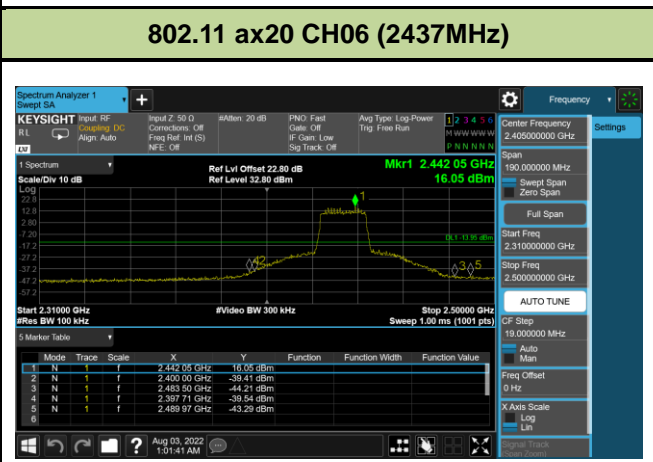 802.11 ax20 CH06 (2437MHz)
Spectrum Analyzer 1
Swept SA
Frequency
KEYSIGHT
RL
LXI
Input: RF
Coupling: DC
Align: Auto
Input Z: 50 Ω
Corrections: Off
Freq Ref: Int (S)
NFE: Off
#Atten: 20 dB
PNO: Fast
Gate: Off
IF Gain: Low
Sig Track: Off
Avg Type: Log-Power
Trig: Free Run
1 2 3 4 5 6
M W W W W W
P N N N N N
Center Frequency
2.405000000 GHz
Settings
1 Spectrum
Scale/Div 10 dB
Ref Lvl Offset 22.80 dB
Ref Level 32.80 dBm
Mkr1 2.442 05 GHz
16.05 dBm
Span
190.000000 MHz
Swept Span
Zero Span
Full Span
Log
22.8
12.8
2.80
-7.20
-17.2
-27.2
-37.2
-47.2
-57.2
1
DL1 -13.95 dBm
42
3 5
Start Freq
2.310000000 GHz
Stop Freq
2.500000000 GHz
AUTO TUNE
Start 2.31000 GHz
#Res BW 100 kHz
#Video BW 300 kHz
Stop 2.50000 GHz
Sweep 1.00 ms (1001 pts)
CF Step
19.000000 MHz
Auto
Man
5 Marker Table
Mode Trace Scale X Y Function Function Width Function Value
1 N 1 f 2.442 05 GHz 16.05 dBm
2 N 1 f 2.400 00 GHz -39.41 dBm
3 N 1 f 2.483 50 GHz -44.21 dBm
4 N 1 f 2.397 71 GHz -39.54 dBm
5 N 1 f 2.489 97 GHz -43.29 dBm
6
Freq Offset
0 Hz
X Axis Scale
Log
Lin
Signal Track
(Span Zoom)
Aug 03, 2022
1:01:41 AM